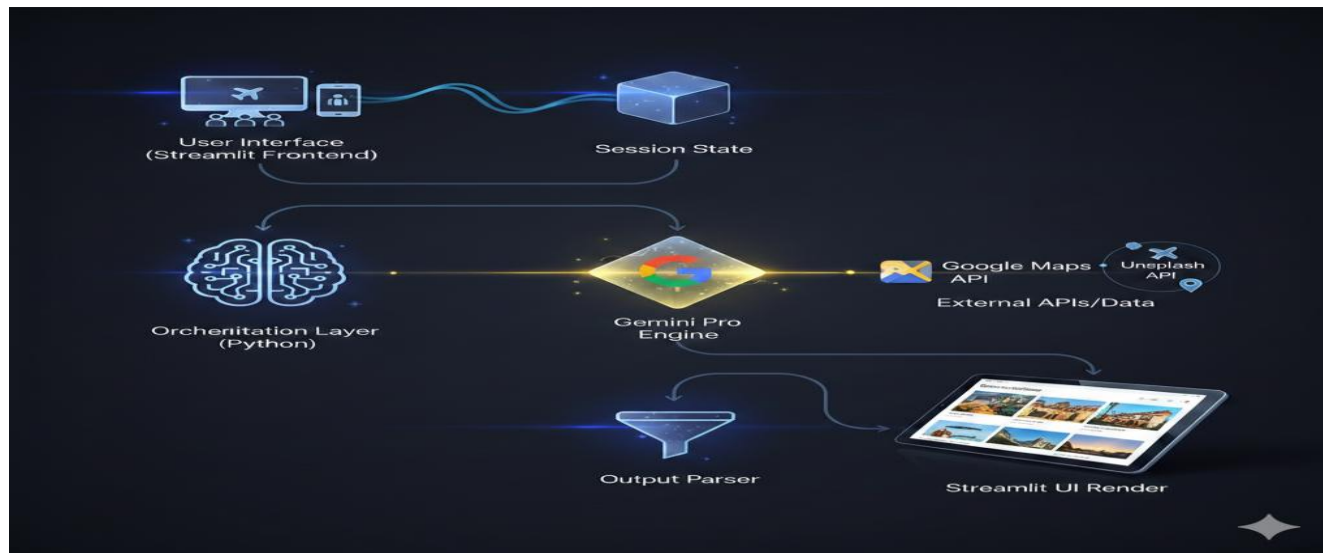 User Interface
(Streamlit Frontend)
Session State
Orcheniitation Layer
(Python)
Gemini Pro
Engine
Google Maps
API
Unsplash
API
External APIs/Data
Output Parser
Streamlit UI Render